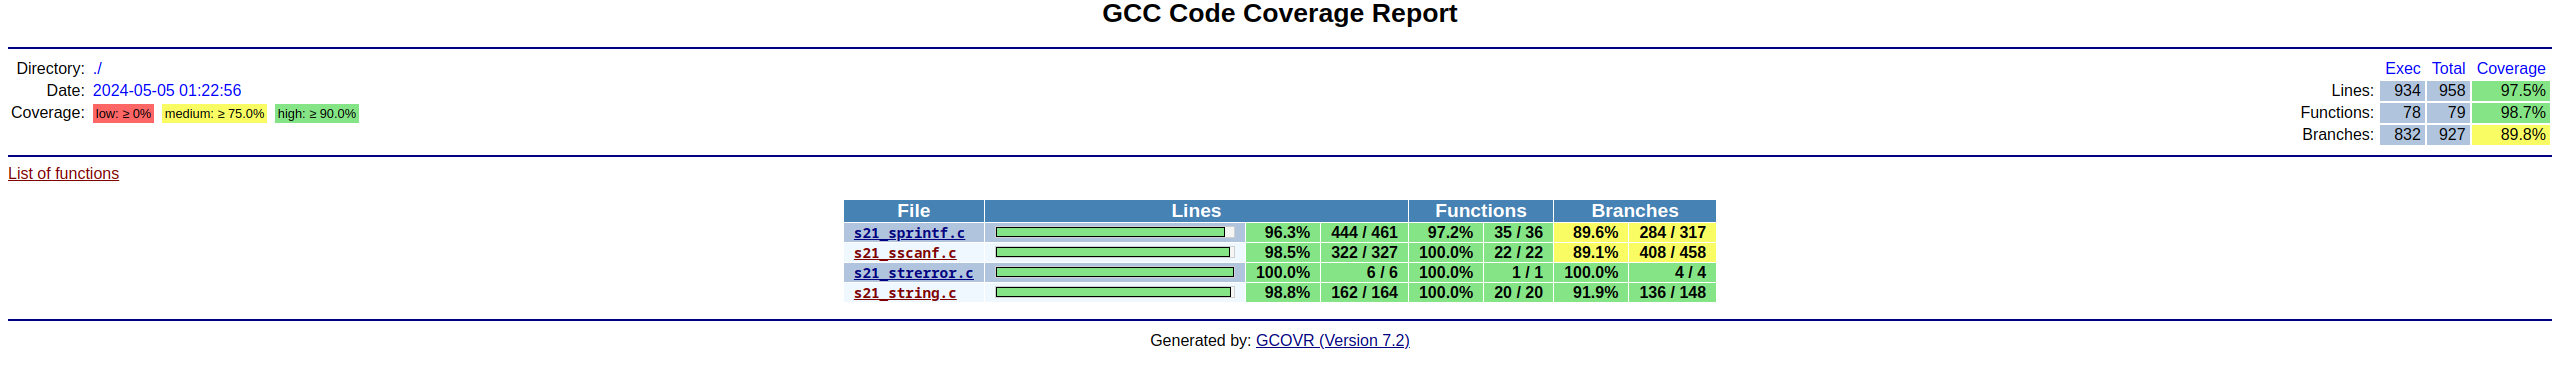 GCC Code Coverage Report
Directory: ./
Date: 2024-05-05 01:22:56
Coverage: low: ≥ 0% medium: ≥ 75.0% high: ≥ 90.0%
Exec Total Coverage
Lines: 934 958 97.5%
Functions: 78 79 98.7%
Branches: 832 927 89.8%
List of functions
File Lines Functions Branches
s21_sprintf.c 96.3% 444 / 461 97.2% 35 / 36 89.6% 284 / 317
s21_sscanf.c 98.5% 322 / 327 100.0% 22 / 22 89.1% 408 / 458
s21_strerror.c 100.0% 6 / 6 100.0% 1 / 1 100.0% 4 / 4
s21_string.c 98.8% 162 / 164 100.0% 20 / 20 91.9% 136 / 148
Generated by: GCOVR (Version 7.2)